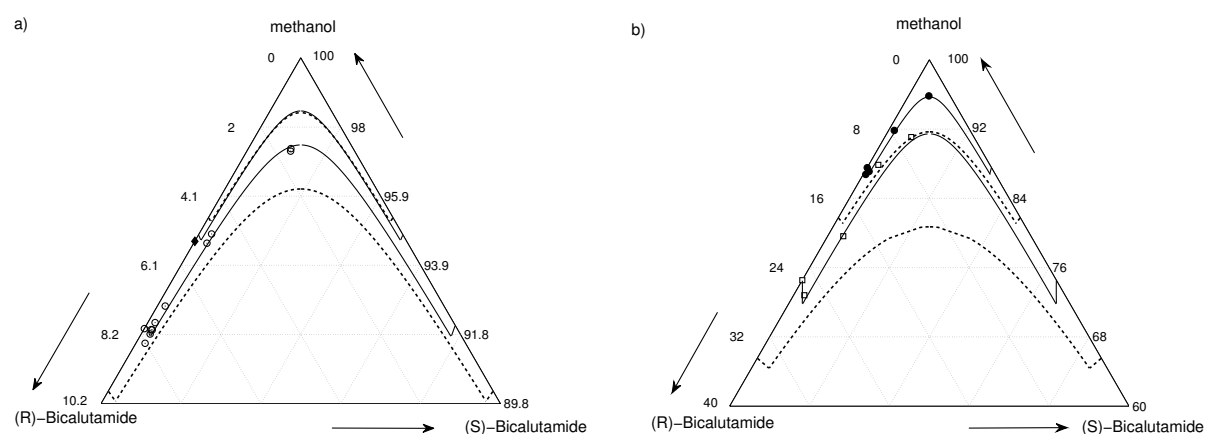 a)
methanol
0 100
2 98
4.1 95.9
6.1 93.9
8.2 91.8
10.2 89.8
(R)−Bicalutamide (S)−Bicalutamide
b)
methanol
0 100
8 92
16 84
24 76
32 68
40 60
(R)−Bicalutamide (S)−Bicalutamide